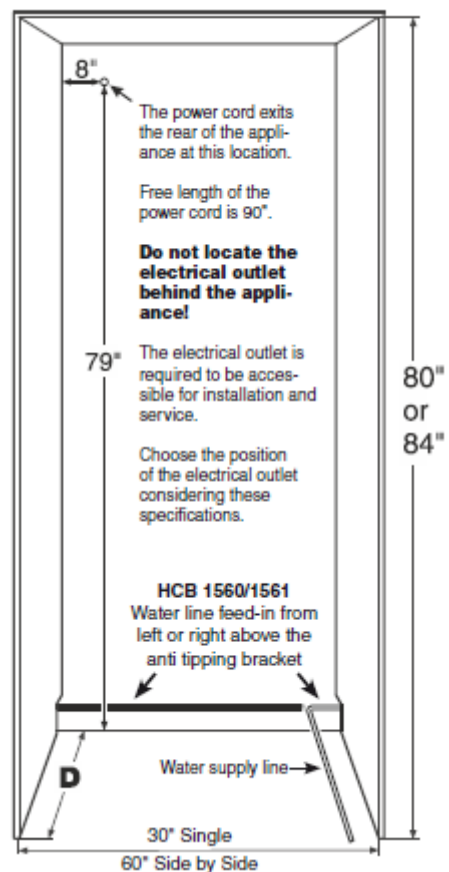 8"
The power cord exits
the rear of the appli-
ance at this location.
Free length of the
power cord is 90".
Do not locate the
electrical outlet
behind the appli-
ance!
79"
The electrical outlet is
required to be acces-
sible for installation and
service.
80"
or
84"
Choose the position
of the electrical outlet
considering these
specifications.
HCB 1560/1561
Water line feed-in from
left or right above the
anti tipping bracket
D
Water supply line
30" Single
60" Side by Side